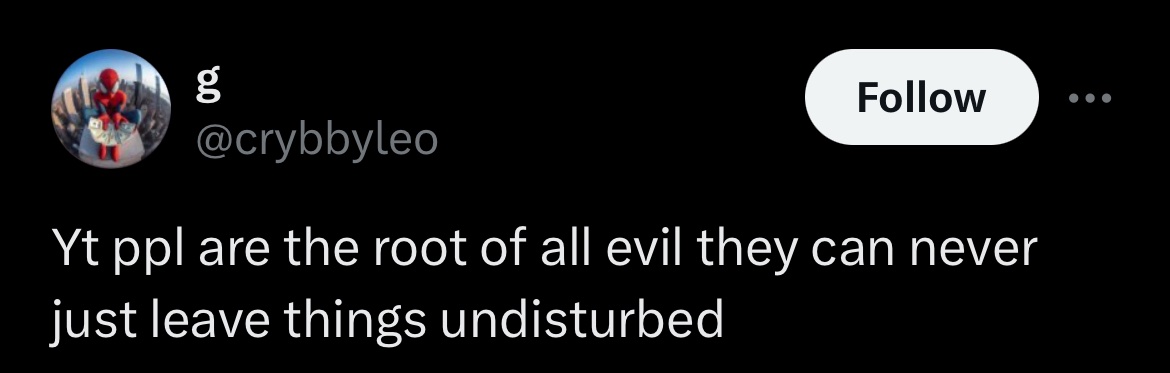 g
Follow
@crybbyleo
Yt ppl are the root of all evil they can never
just leave things undisturbed